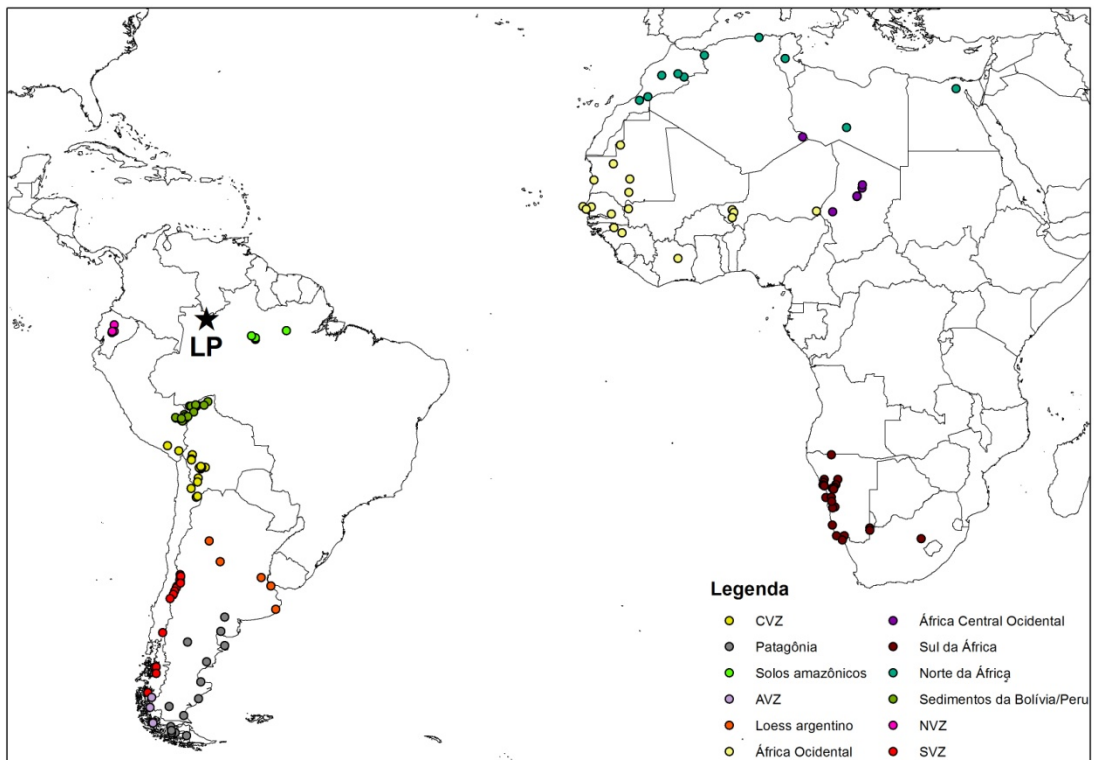 LP
Legenda
CVZ
Patagônia
Solos amazônicos
AVZ
Loess argentino
África Ocidental
África Central Ocidental
Sul da África
Norte da África
Sedimentos da Bolívia/Peru
NVZ
SVZ